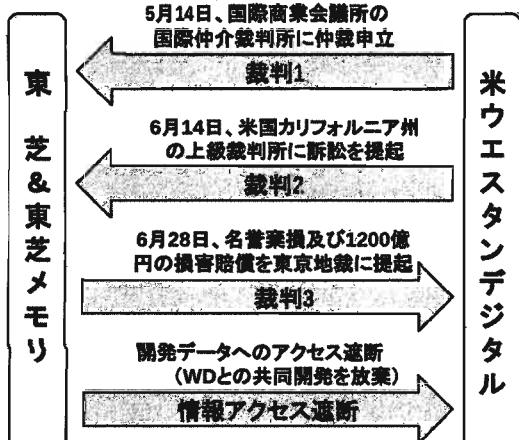 5月14日、国際商業会議所の
国際仲介裁判所に仲裁申立
裁判1
6月14日、米国カリフォルニア州
の上級裁判所に訴訟を提起
裁判2
6月28日、名誉棄損及び1200億
円の損害賠償を東京地裁に提起
裁判3
開発データへのアクセス遮断
(WDとの共同開発を放棄)
情報アクセス遮断
東芝&東芝メモリ
米ウエスタンデジタル